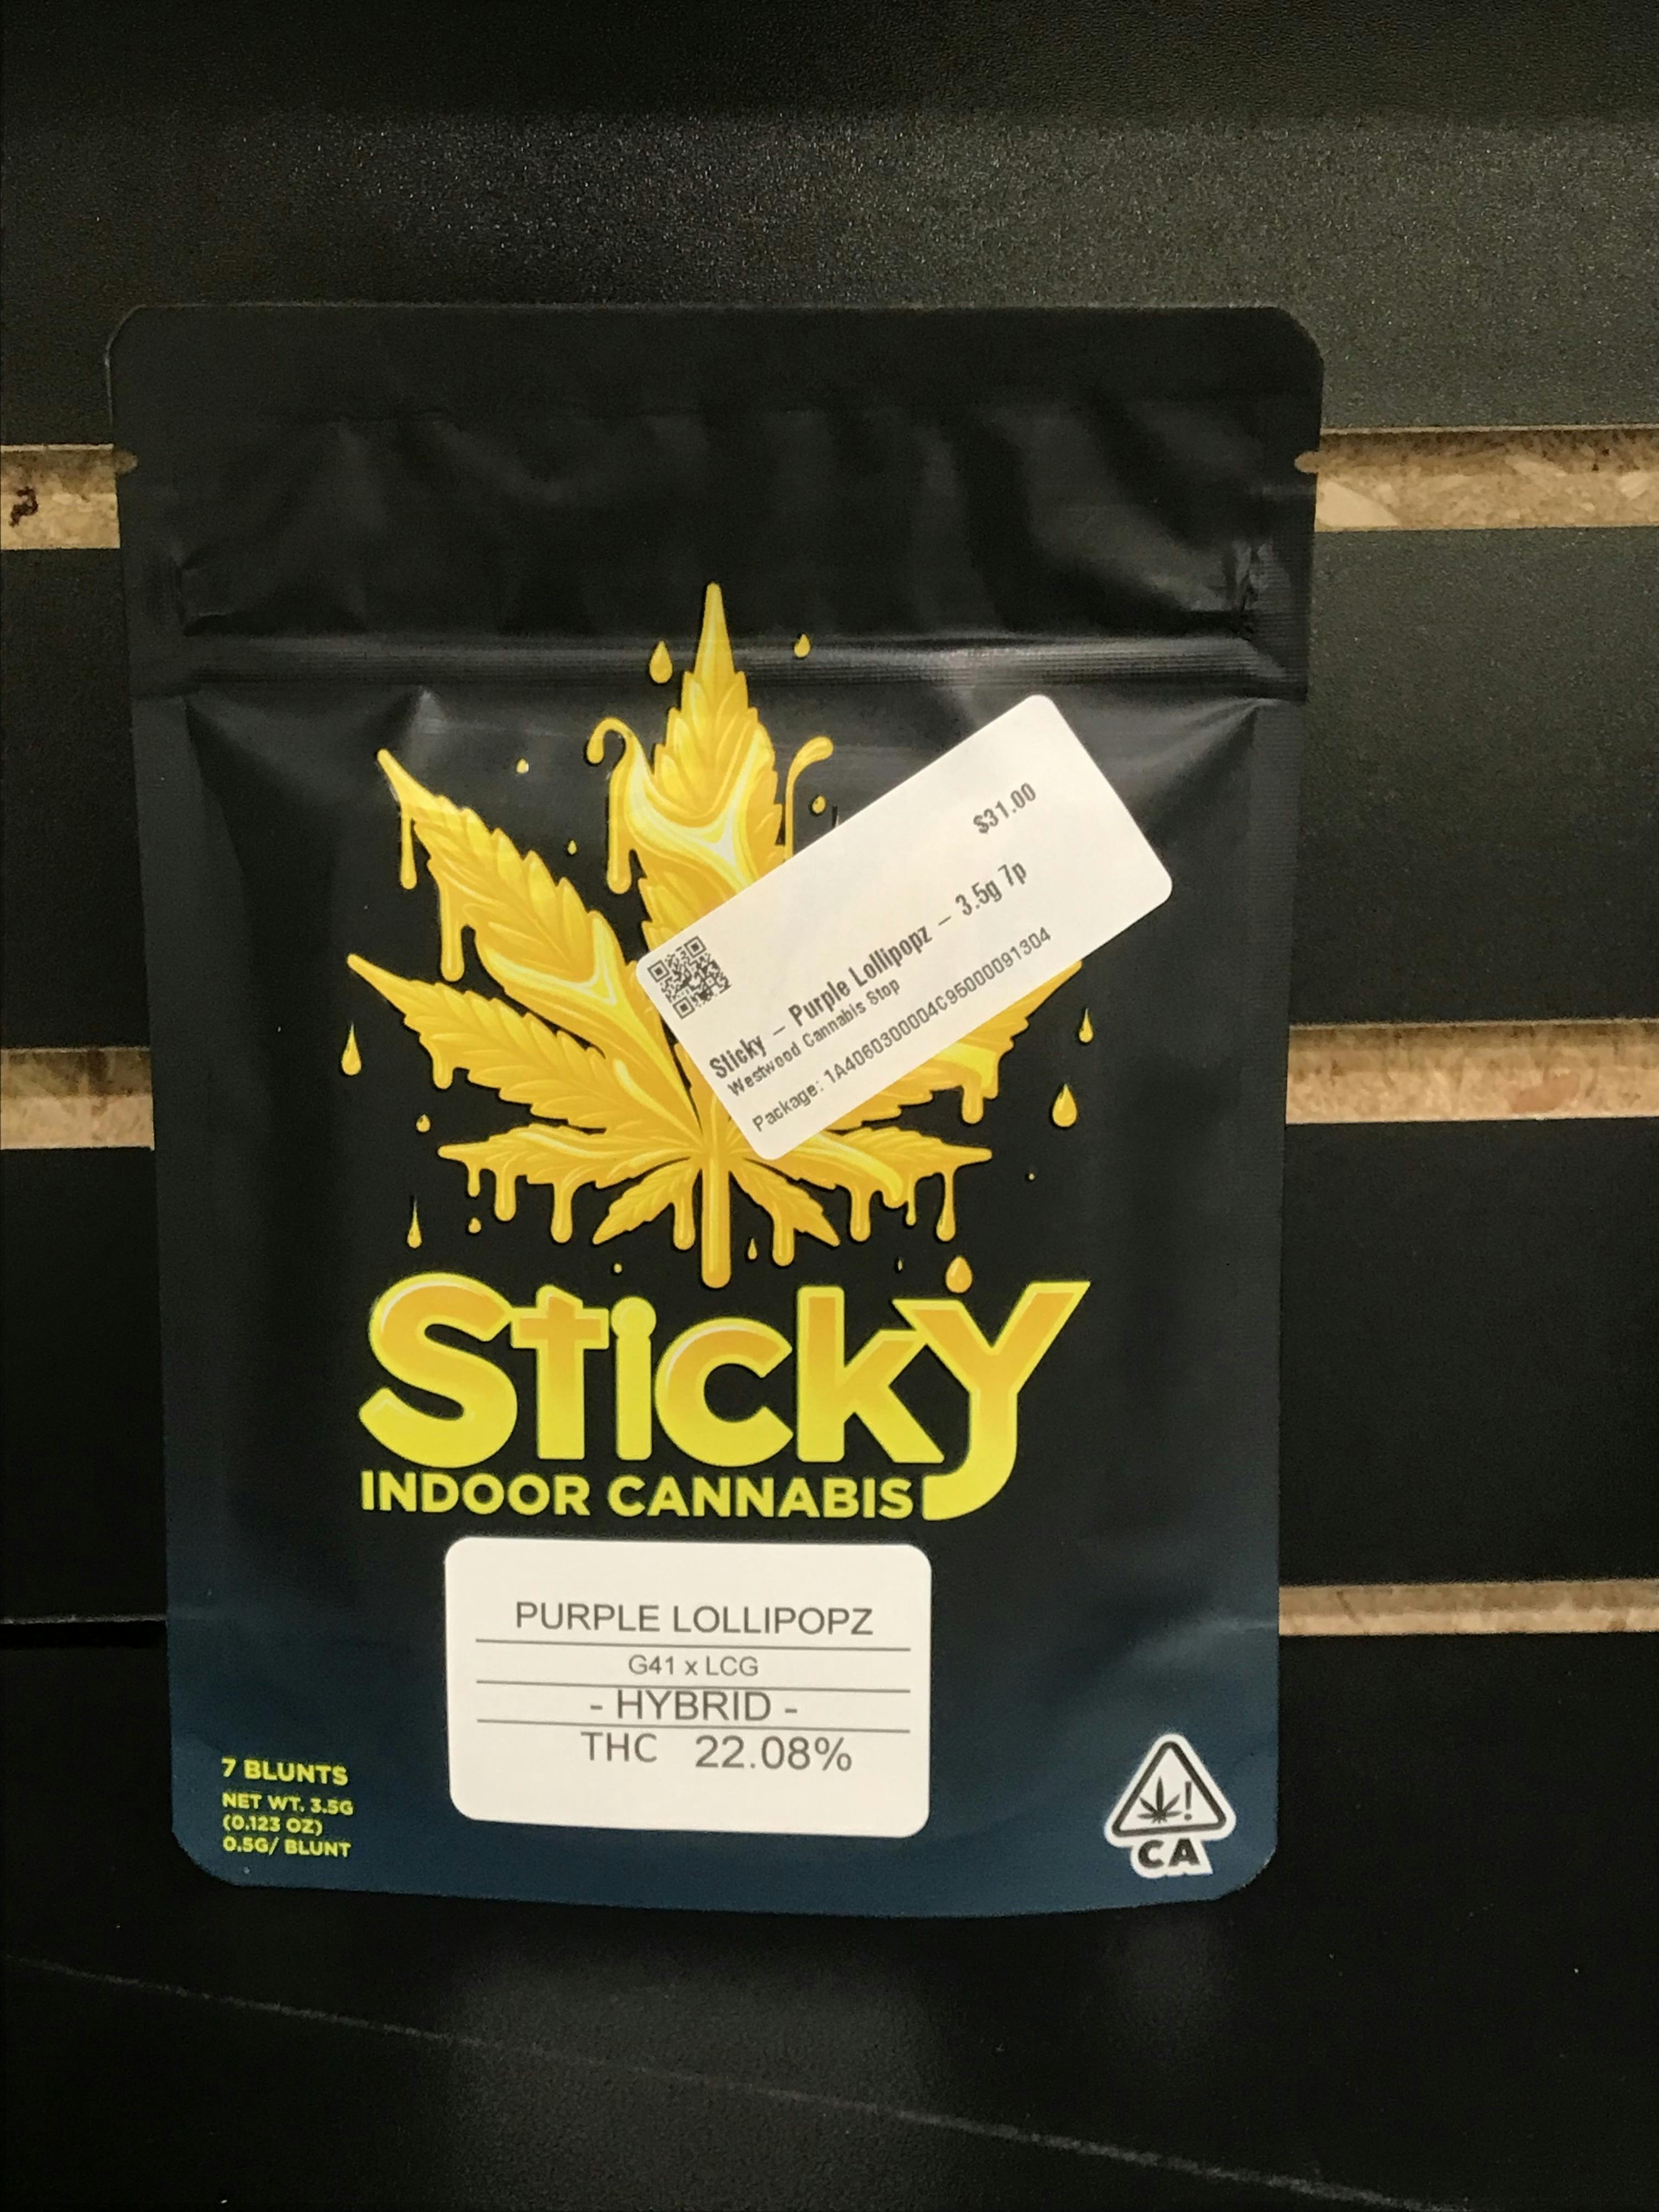 $31.00
Sticky – Purple Lollipopz – 3.5g 7p
Westwood Cannabis Stop
Package: 1A4060300004C95000091304
Sticky
INDOOR CANNABIS
PURPLE LOLLIPOPZ
G41 x LCG
- HYBRID -
THC 22.08%
7 BLUNTS
NET WT. 3.5G
(0.123 OZ)
0.5G/ BLUNT
!
CA